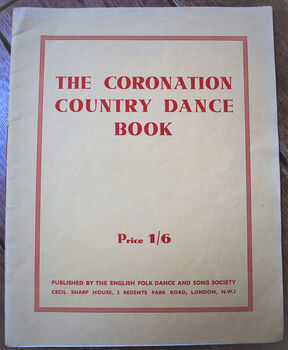 THE CORONATION
COUNTRY DANCE
BOOK
Price 1/6
PUBLISHED BY THE ENGLISH FOLK DANCE AND SONG SOCIETY
CECIL SHARP HOUSE, 2 REGENTS PARK ROAD, LONDON, N.W.1